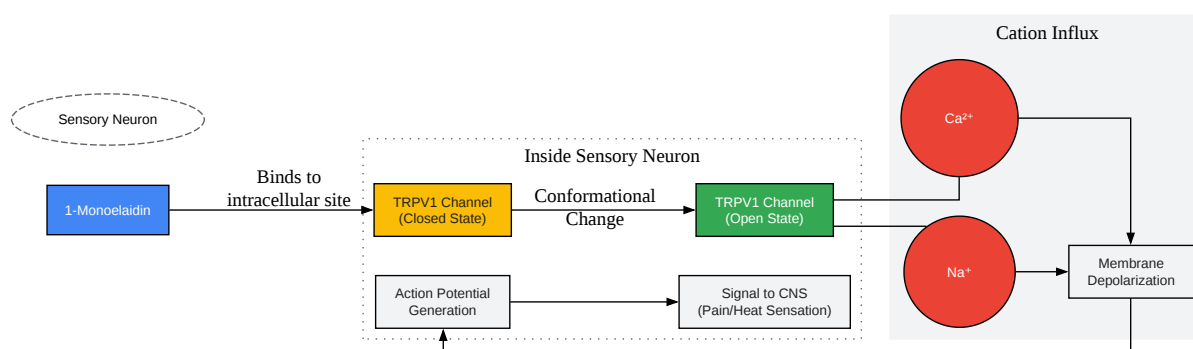 Cation Influx
Sensory Neuron
Ca²⁺
Inside Sensory Neuron
1-Monoelaidin
Binds to
intracellular site
TRPV1 Channel
(Closed State)
Conformational
Change
TRPV1 Channel
(Open State)
Na⁺
Membrane
Depolarization
Action Potential
Generation
Signal to CNS
(Pain/Heat Sensation)